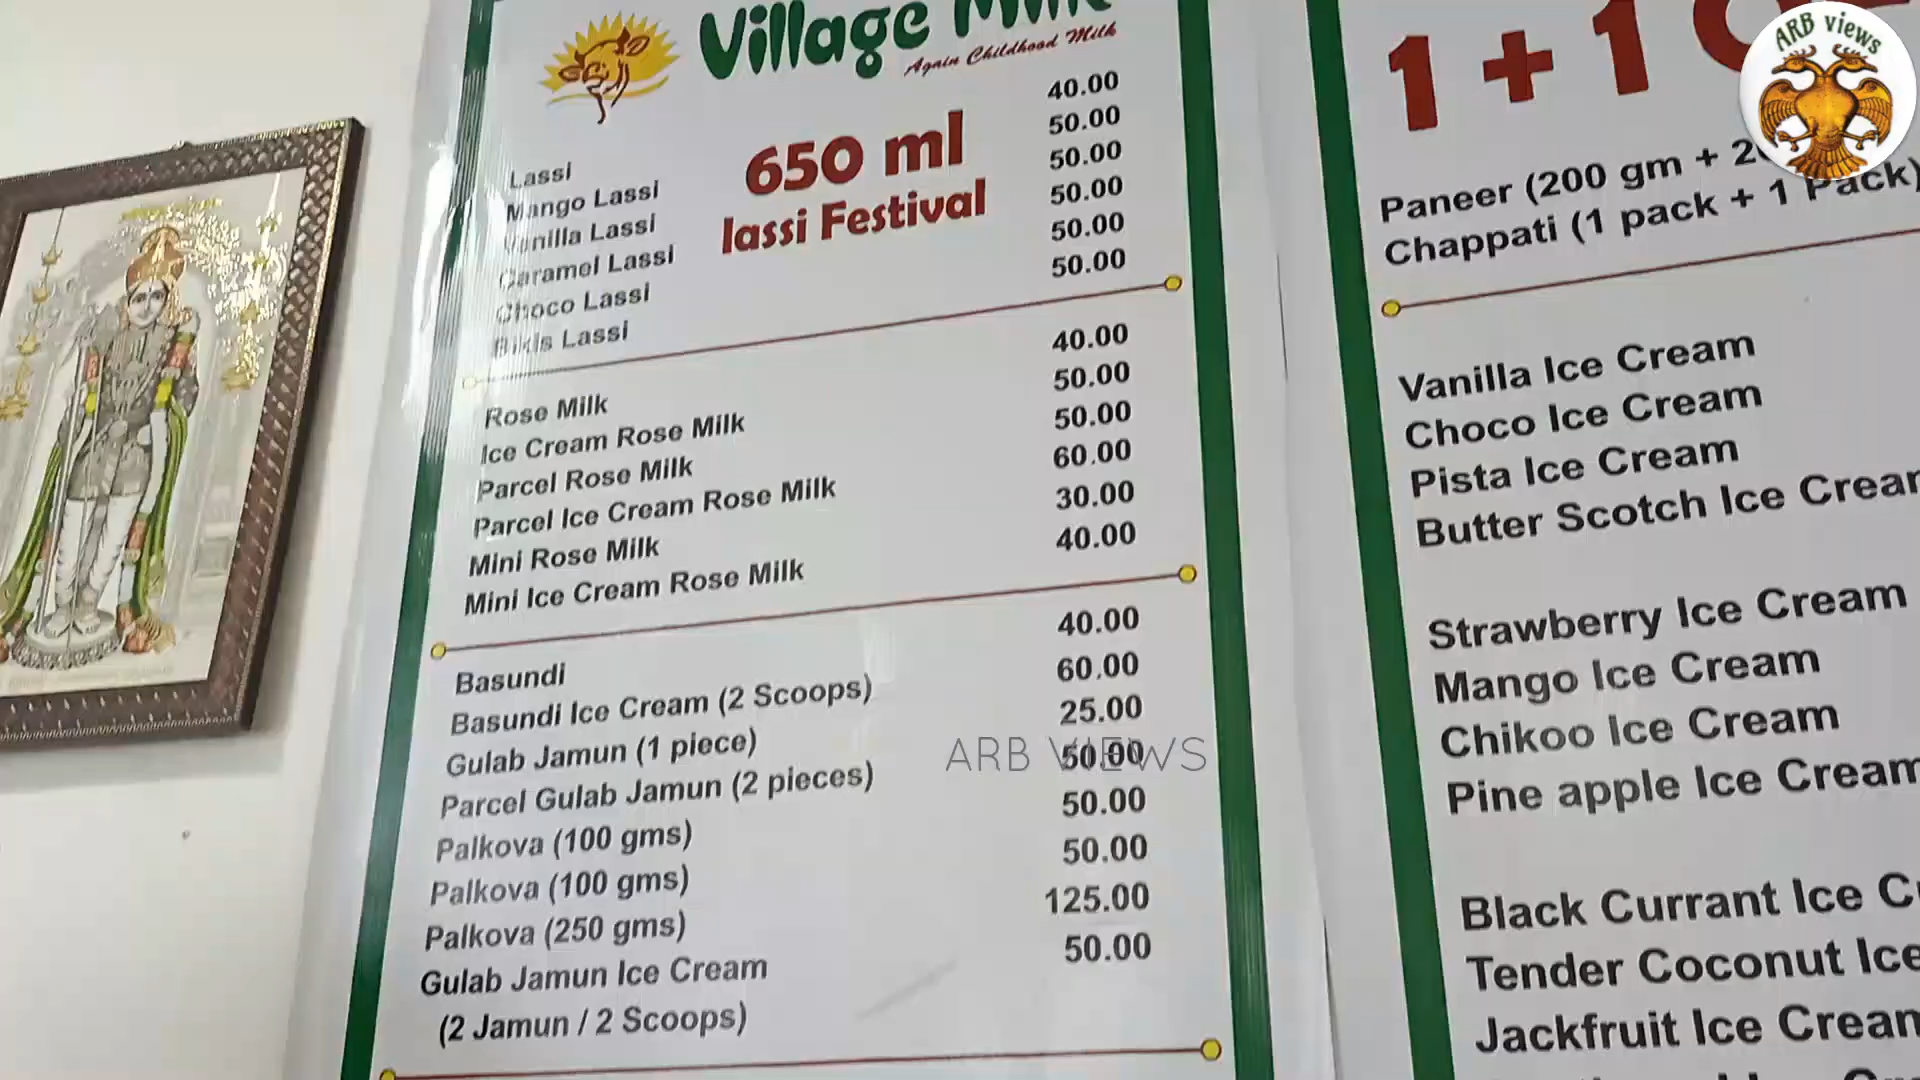 Village Milk
Again Childhood Milk
650 ml
lassi Festival
Lassi 40.00
Mango Lassi 50.00
Vanilla Lassi 50.00
Caramel Lassi 50.00
Choco Lassi 50.00
Bikis Lassi 50.00
Rose Milk 40.00
Ice Cream Rose Milk 50.00
Parcel Rose Milk 50.00
Parcel Ice Cream Rose Milk 60.00
Mini Rose Milk 30.00
Mini Ice Cream Rose Milk 40.00
Basundi 40.00
Basundi Ice Cream (2 Scoops) 60.00
Gulab Jamun (1 piece) 25.00
Parcel Gulab Jamun (2 pieces) 50.00
Palkova (100 gms) 50.00
Palkova (100 gms) 50.00
Palkova (250 gms) 125.00
Gulab Jamun Ice Cream 50.00
(2 Jamun / 2 Scoops)
1 + 1
Paneer (200 gm + 2
Chappati (1 pack + 1 Pack)
Vanilla Ice Cream
Choco Ice Cream
Pista Ice Cream
Butter Scotch Ice Cream
Strawberry Ice Cream
Mango Ice Cream
Chikoo Ice Cream
Pine apple Ice Cream
Black Currant Ice C
Tender Coconut Ice
Jackfruit Ice Cream
ARB views
ARB VIEWS